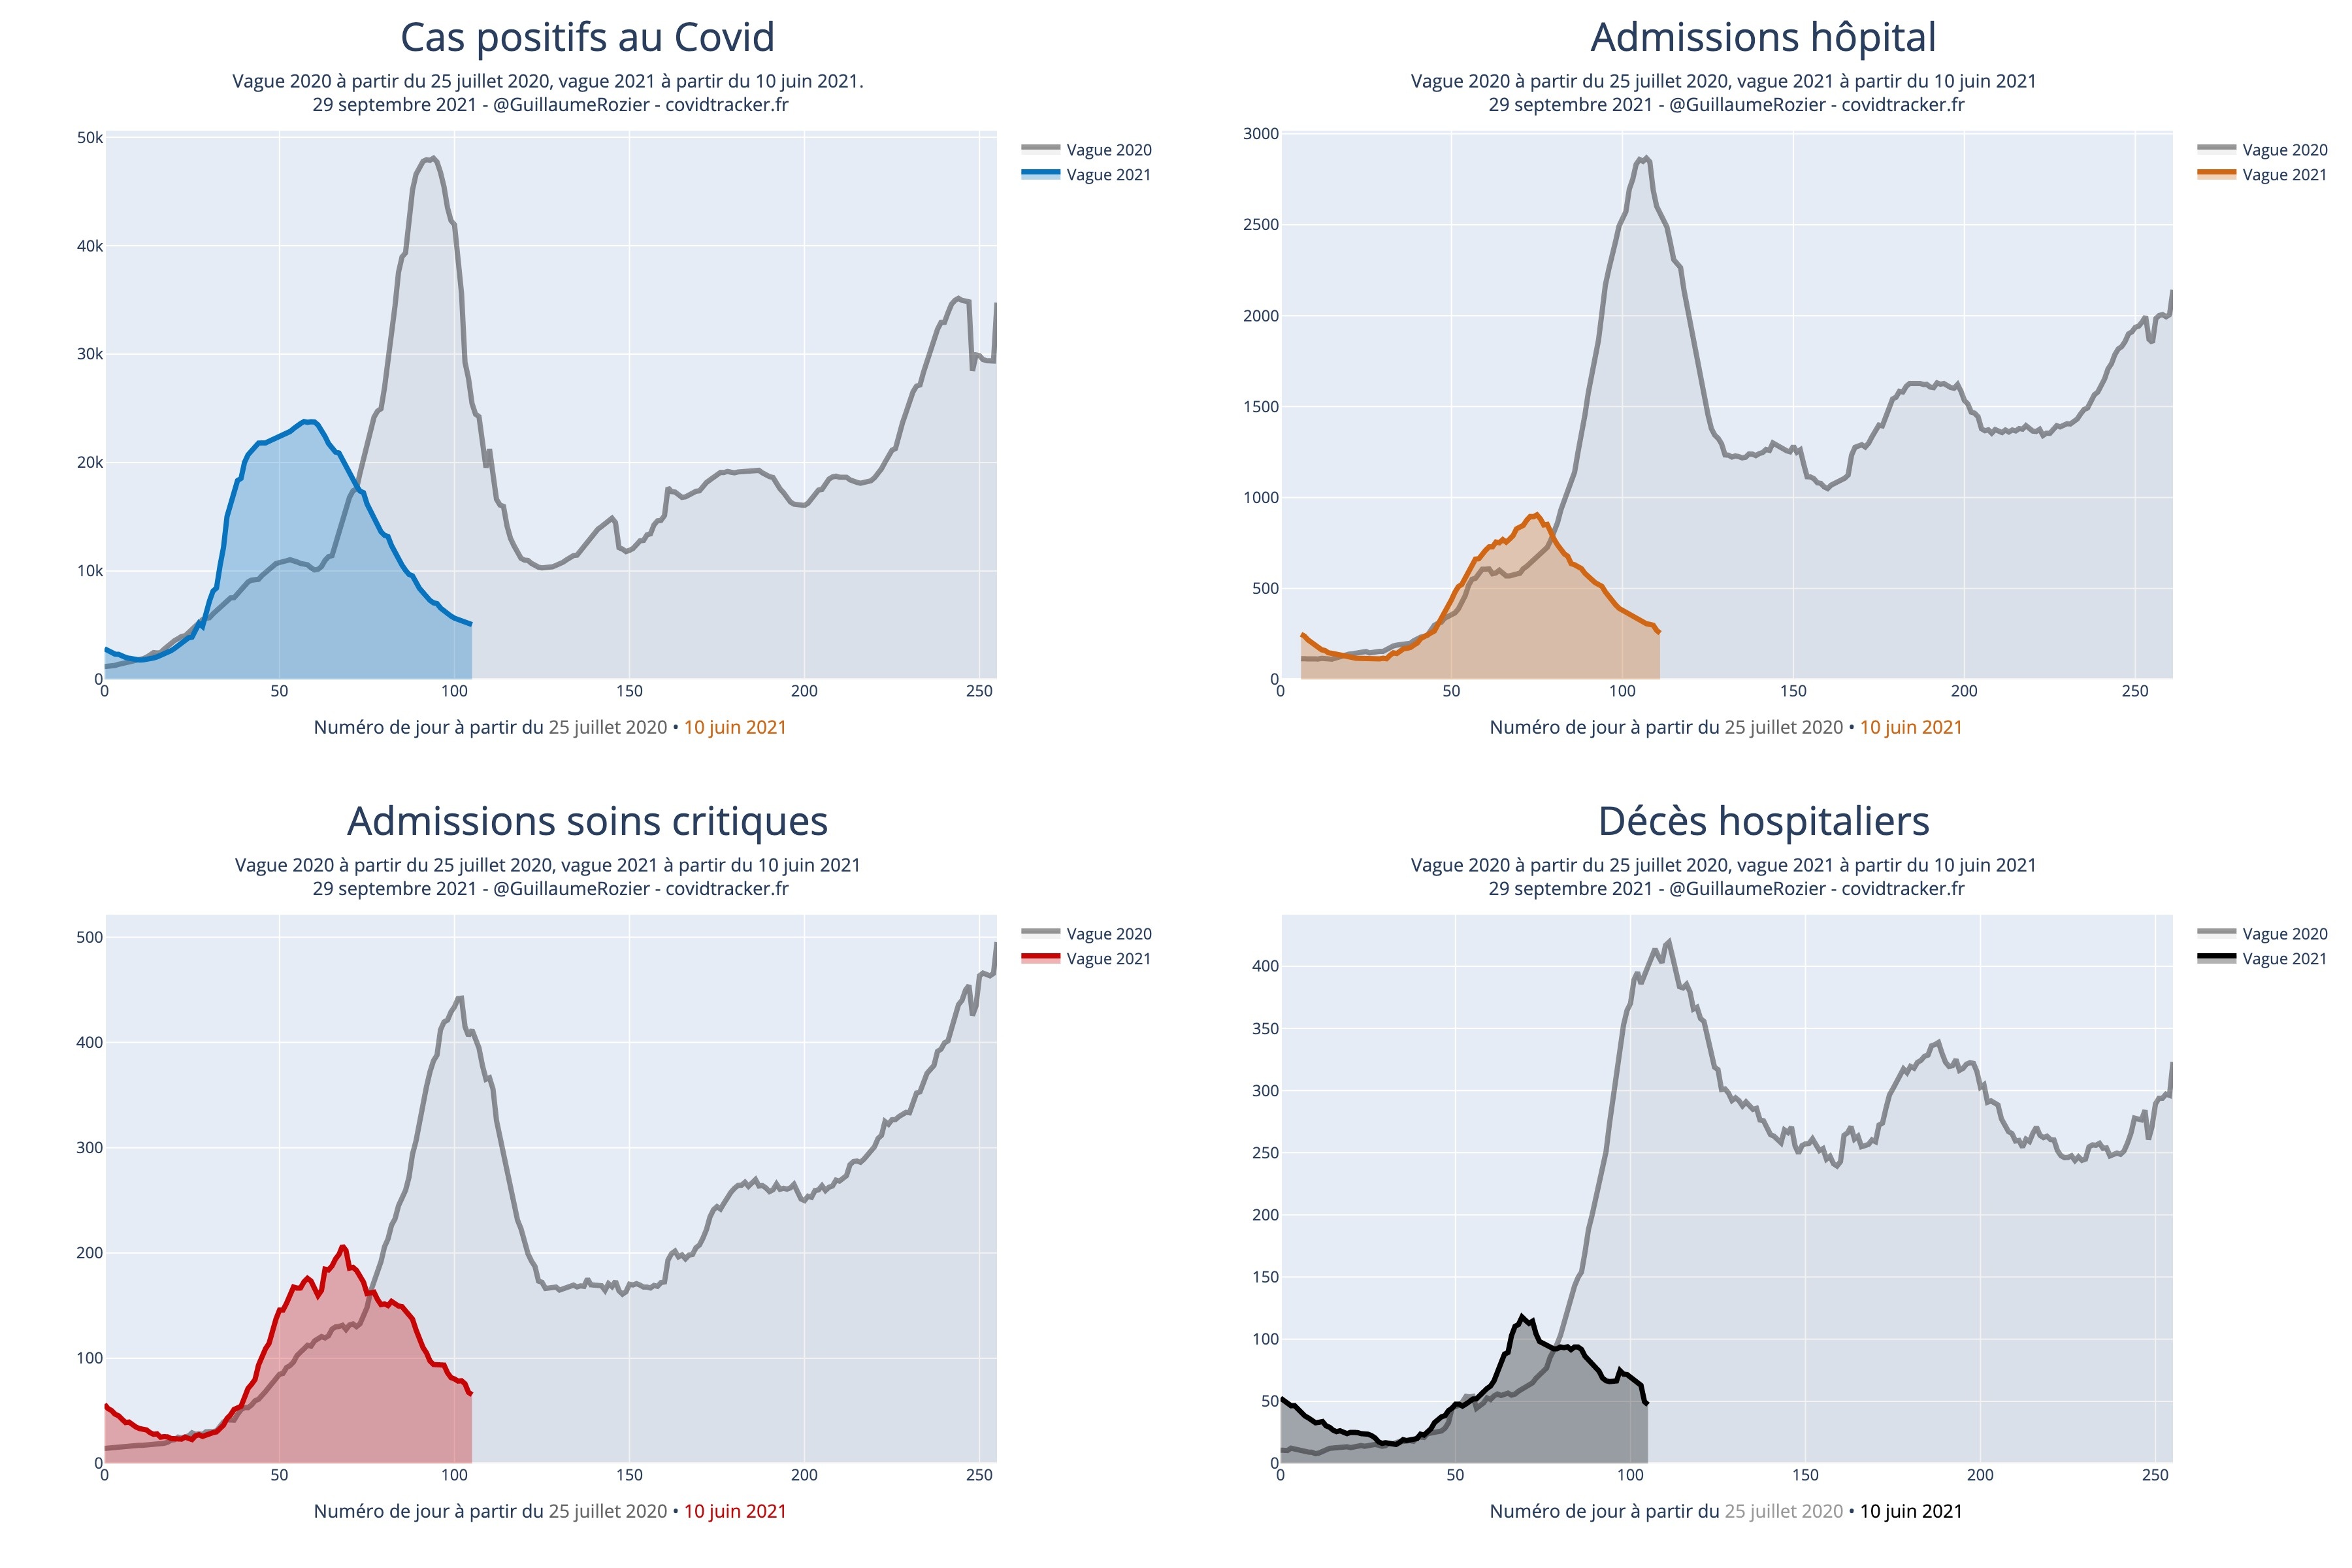 Cas positifs au Covid
Vague 2020 à partir du 25 juillet 2020, vague 2021 à partir du 10 juin 2021.
29 septembre 2021 - @GuillaumeRozier - covidtracker.fr
50k
40k
30k
20k
10k
0
0 50 100 150 200 250
Vague 2020
Vague 2021
Numéro de jour à partir du 25 juillet 2020 • 10 juin 2021
Admissions hôpital
Vague 2020 à partir du 25 juillet 2020, vague 2021 à partir du 10 juin 2021
29 septembre 2021 - @GuillaumeRozier - covidtracker.fr
3000
2500
2000
1500
1000
500
0
0 50 100 150 200 250
Vague 2020
Vague 2021
Numéro de jour à partir du 25 juillet 2020 • 10 juin 2021
Admissions soins critiques
Vague 2020 à partir du 25 juillet 2020, vague 2021 à partir du 10 juin 2021
29 septembre 2021 - @GuillaumeRozier - covidtracker.fr
500
400
300
200
100
0
0 50 100 150 200 250
Vague 2020
Vague 2021
Numéro de jour à partir du 25 juillet 2020 • 10 juin 2021
Décès hospitaliers
Vague 2020 à partir du 25 juillet 2020, vague 2021 à partir du 10 juin 2021
29 septembre 2021 - @GuillaumeRozier - covidtracker.fr
400
350
300
250
200
150
100
50
0
0 50 100 150 200 250
Vague 2020
Vague 2021
Numéro de jour à partir du 25 juillet 2020 • 10 juin 2021